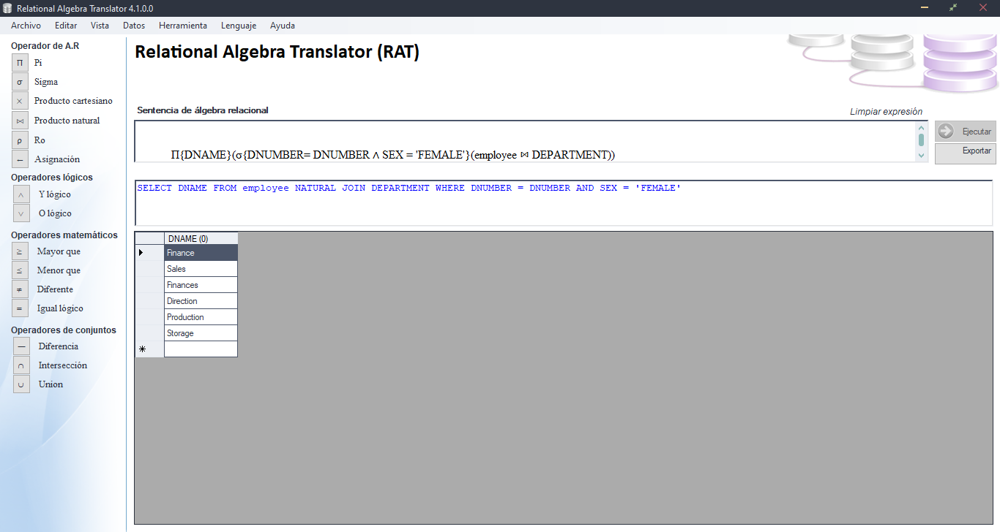 Relational Algebra Translator 4.1.0.0
Archivo Editar Vista Datos Herramienta Lenguaje Ayuda
Operador de A.R
Π Pi
σ Sigma
× Producto cartesiano
⋈ Producto natural
ρ Ro
← Asignación
Operadores lógicos
∧ Y lógico
∨ O lógico
Operadores matemáticos
≥ Mayor que
≤ Menor que
≠ Diferente
= Igual lógico
Operadores de conjuntos
— Diferencia
∩ Intersección
∪ Union
Relational Algebra Translator (RAT)
Sentencia de álgebra relacional
Limpiar expresión
Π{DNAME}(σ{DNUMBER= DNUMBER ∧ SEX = 'FEMALE'}(employee ⋈ DEPARTMENT))
Ejecutar
Exportar
SELECT DNAME FROM employee NATURAL JOIN DEPARTMENT WHERE DNUMBER = DNUMBER AND SEX = 'FEMALE'
DNAME (0)
Finance
Sales
Finances
Direction
Production
Storage